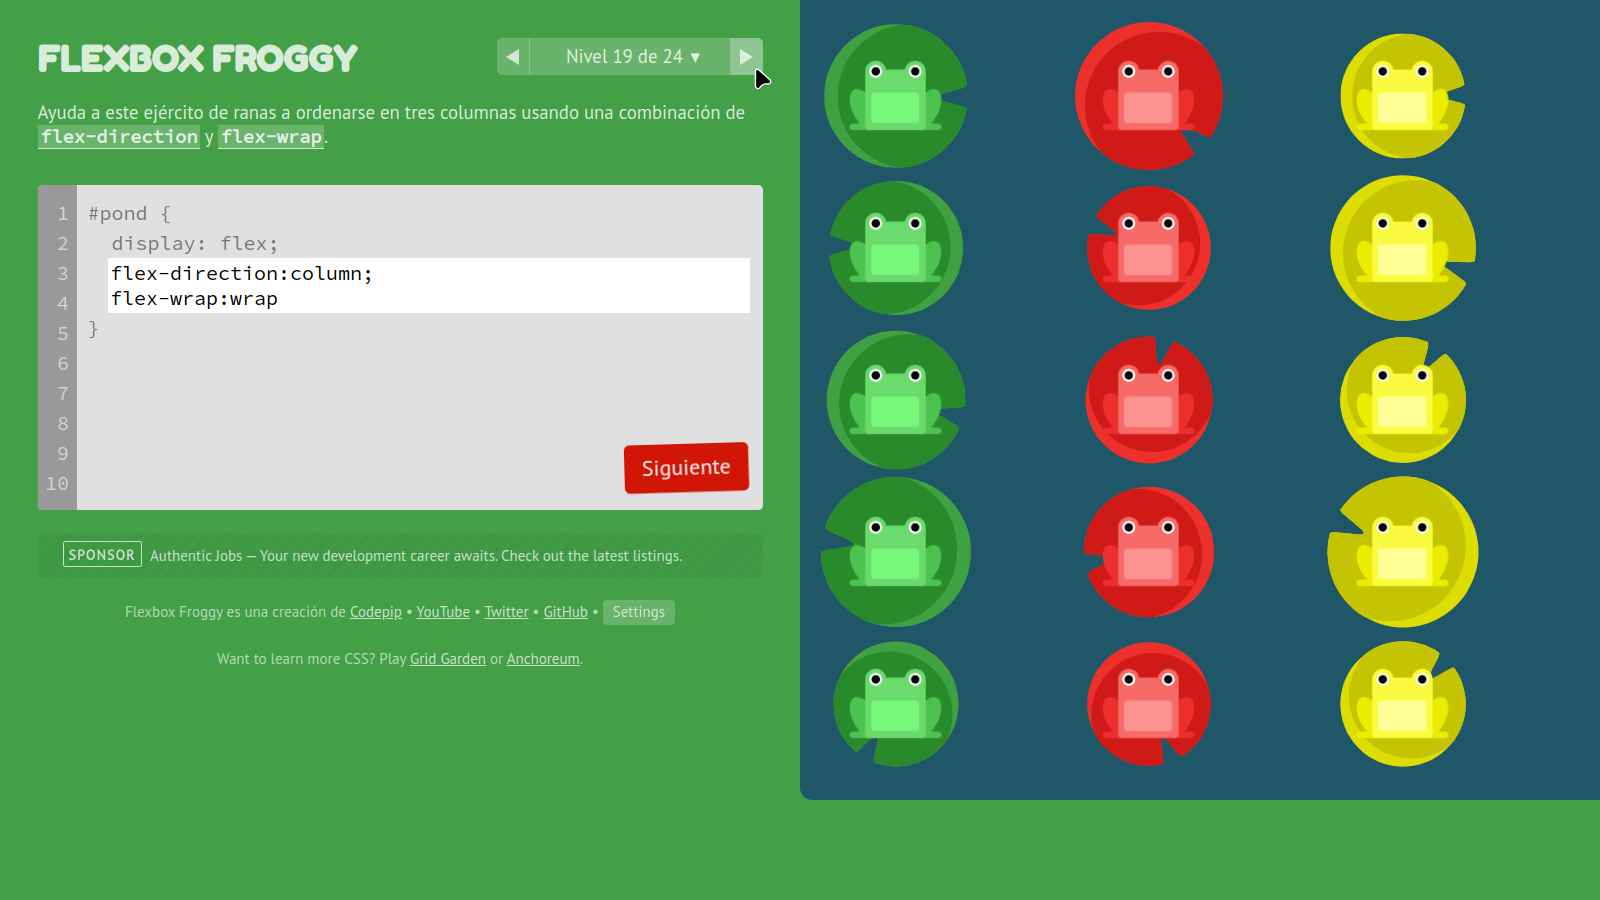 FLEXBOX FROGGY
Nivel 19 de 24 ▾
Ayuda a este ejército de ranas a ordenarse en tres columnas usando una combinación de
flex-direction y flex-wrap.
1 #pond {
2 display: flex;
3 flex-direction:column;
4 flex-wrap:wrap
5 }
6
7
8
9
10
Siguiente
SPONSOR Authentic Jobs — Your new development career awaits. Check out the latest listings.
Flexbox Froggy es una creación de Codepip • YouTube • Twitter • GitHub • Settings
Want to learn more CSS? Play Grid Garden or Anchoreum.